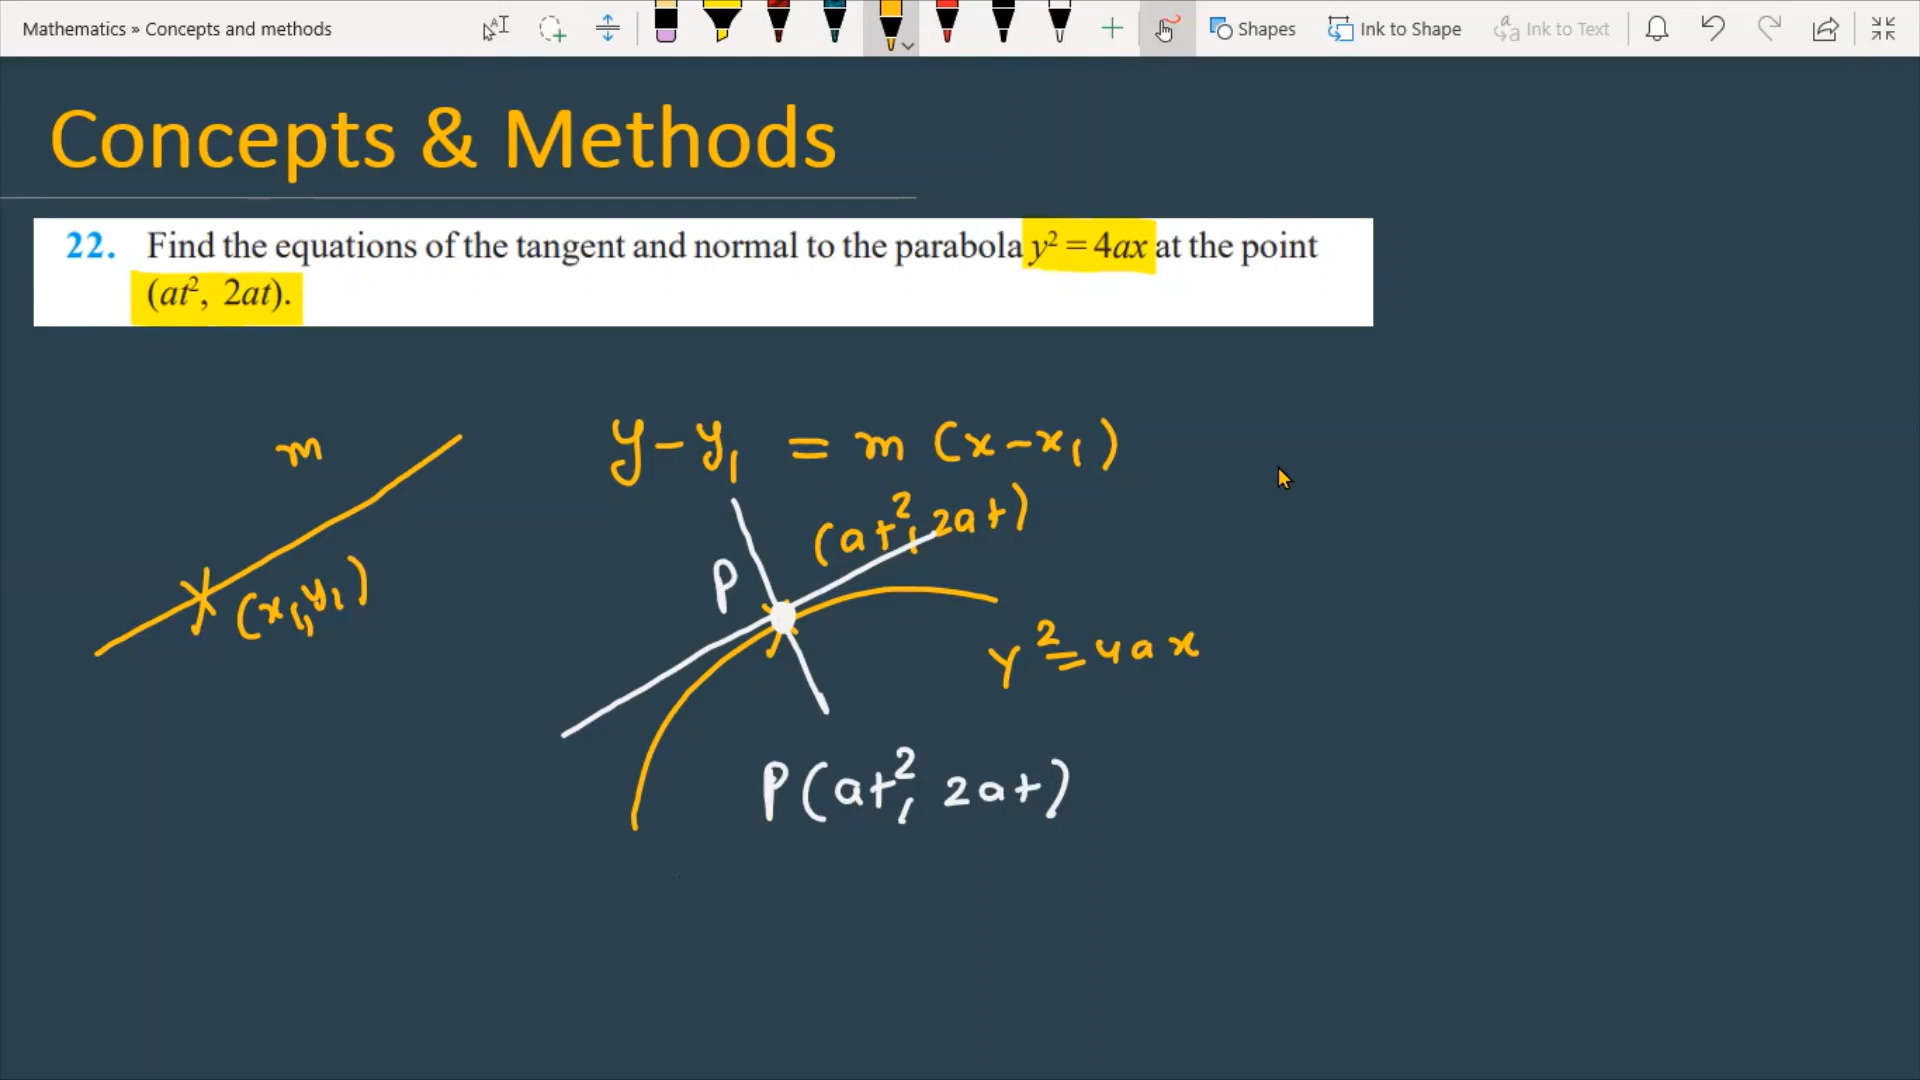 Mathematics » Concepts and methods
Shapes
Ink to Shape
Ink to Text
Concepts & Methods
22. Find the equations of the tangent and normal to the parabola y² = 4ax at the point
(at², 2at).
m
y-y₁ = m (x-x₁)
(at², 2at)
P
(x₁,y₁)
y²=4ax
P(at², 2at)